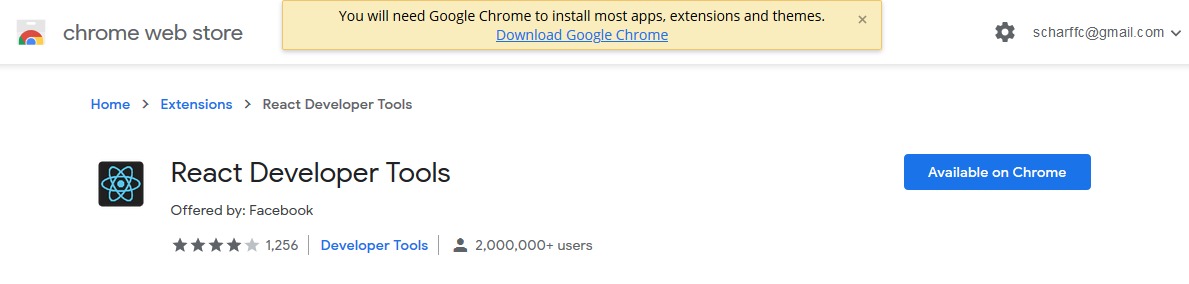 You will need Google Chrome to install most apps, extensions and themes. ×
Download Google Chrome
chrome web store
scharffc@gmail.com
Home > Extensions > React Developer Tools
React Developer Tools
Available on Chrome
Offered by: Facebook
1,256 Developer Tools 2,000,000+ users